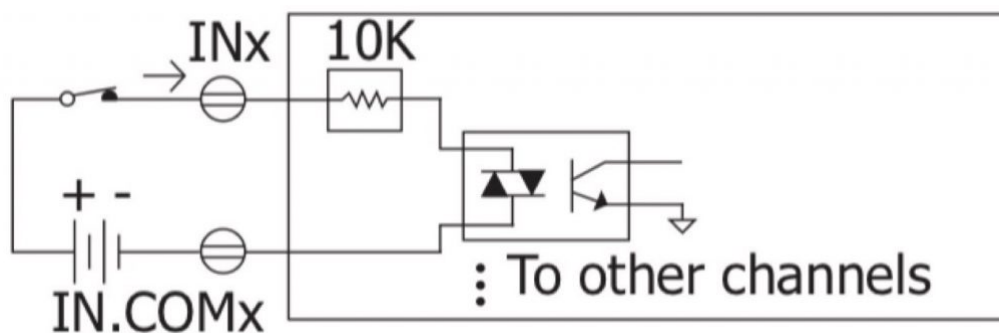 INx 10K
+ -
To other channels
IN.COMx